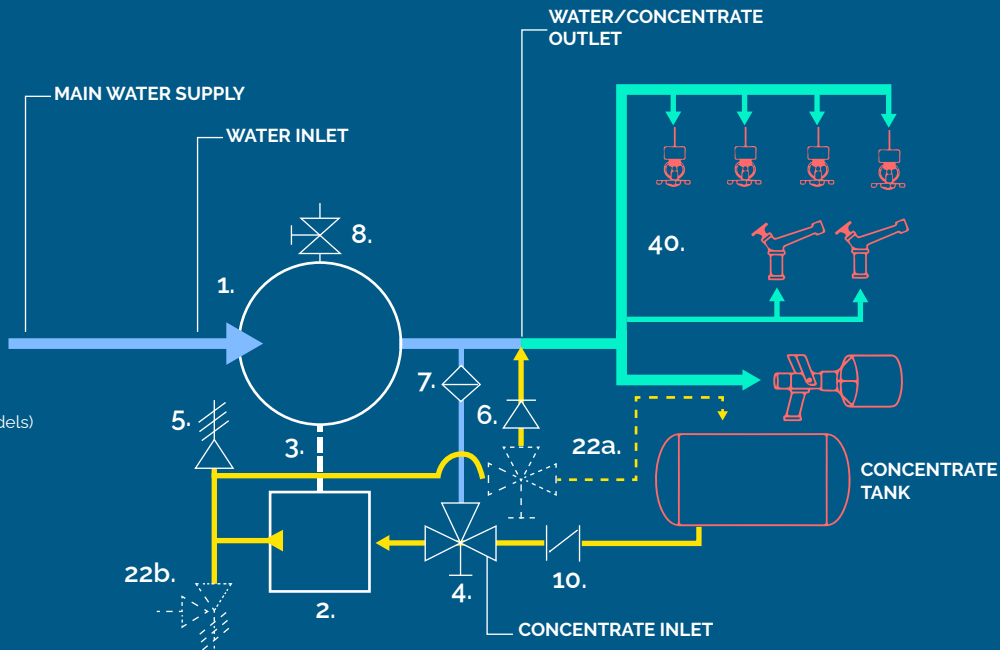 WATER/CONCENTRATE
OUTLET
MAIN WATER SUPPLY
WATER INLET
8.
40.
1.
7.
6.
5.
dels)
3.
22a.
CONCENTRATE
TANK
22b.
10.
4.
2.
CONCENTRATE INLET